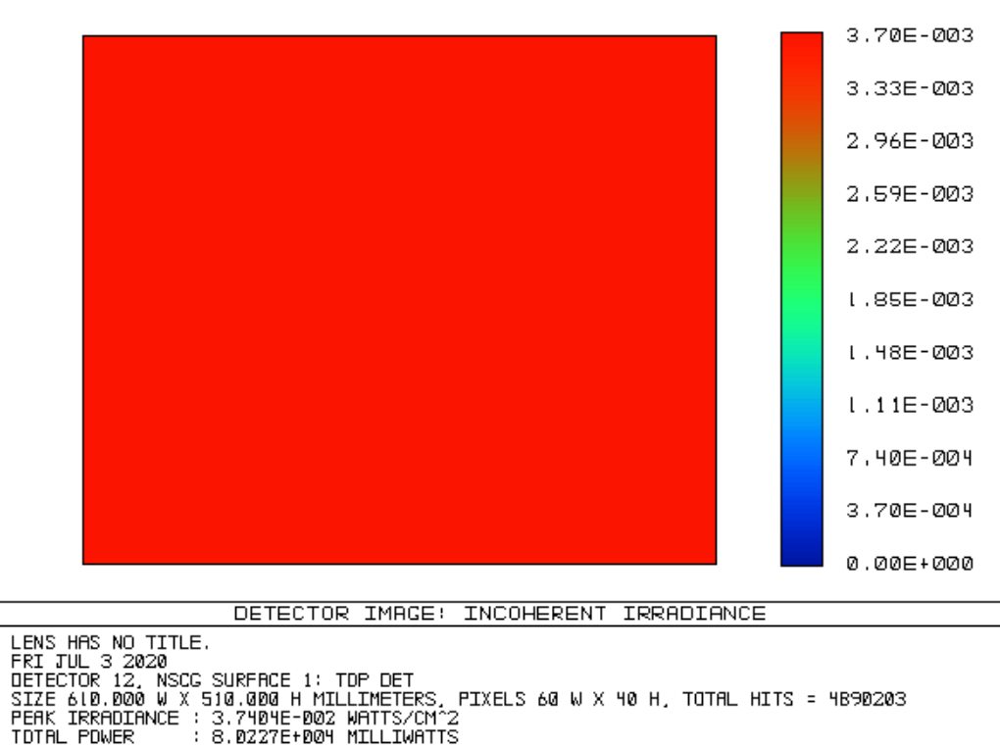 3.70E-003
3.33E-003
2.96E-003
2.59E-003
2.22E-003
1.85E-003
1.48E-003
1.11E-003
7.40E-004
3.70E-004
0.00E+000
DETECTOR IMAGE: INCOHERENT IRRADIANCE
LENS HAS NO TITLE.
FRI JUL 3 2020
DETECTOR 12, NSCG SURFACE 1: TOP DET
SIZE 610.000 W X 510.000 H MILLIMETERS, PIXELS 60 W X 40 H, TOTAL HITS = 4890203
PEAK IRRADIANCE : 3.7404E-002 WATTS/CM^2
TOTAL POWER : 8.0227E+004 MILLIWATTS